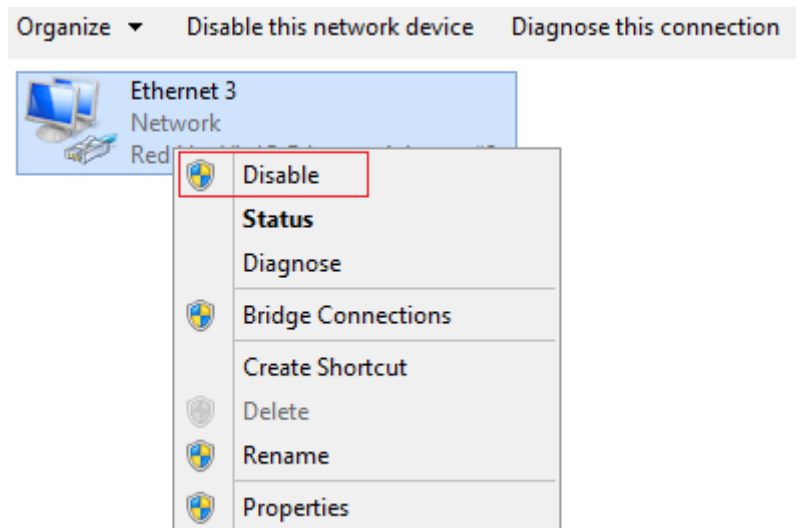 Organize Disable this network device Diagnose this connection
Ethernet 3
Network
Red
Disable
Status
Diagnose
Bridge Connections
Create Shortcut
Delete
Rename
Properties